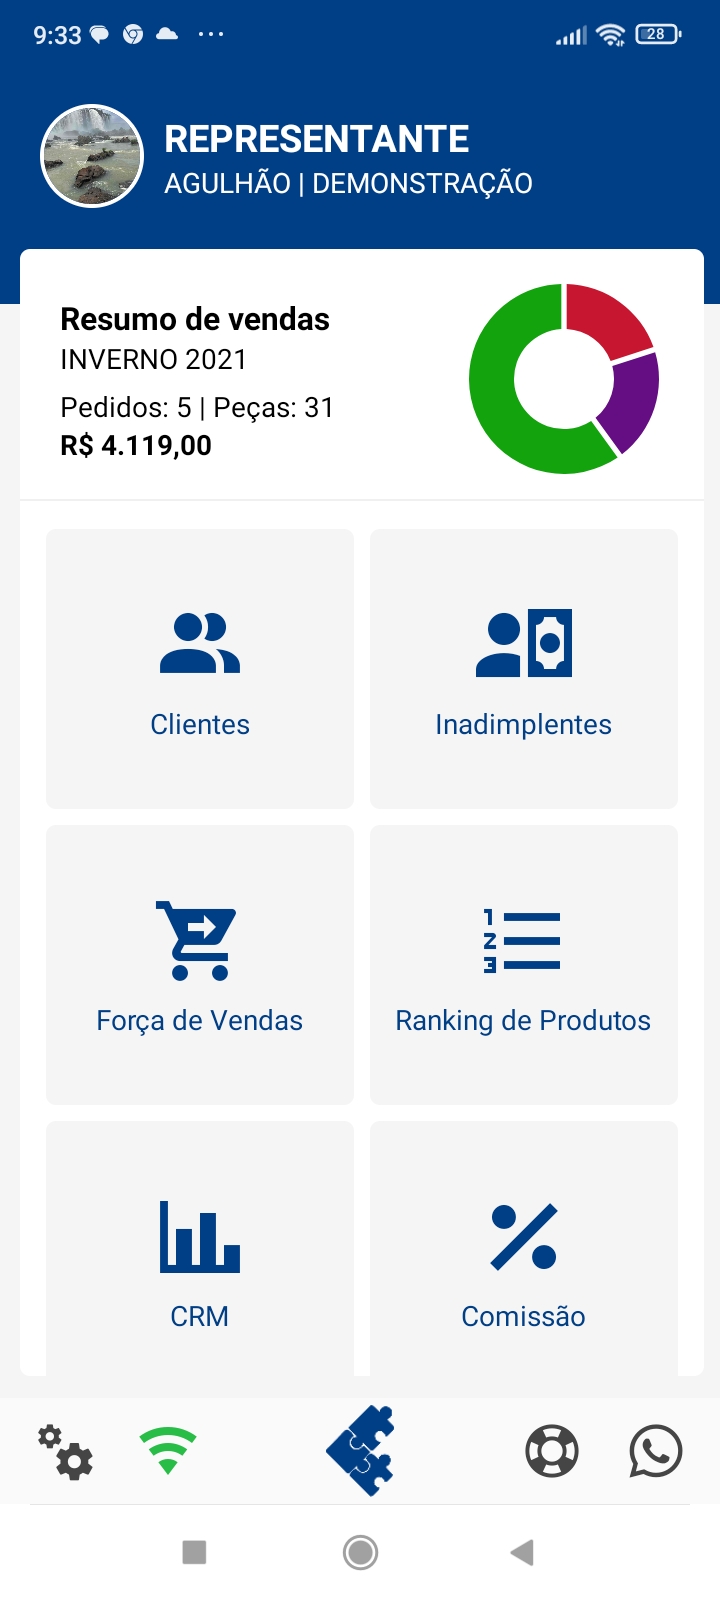 9:33
28
REPRESENTANTE
AGULHÃO | DEMONSTRAÇÃO
Resumo de vendas
INVERNO 2021
Pedidos: 5 | Peças: 31
R$ 4.119,00
Clientes
Inadimplentes
Força de Vendas
1
2
3
Ranking de Produtos
CRM
Comissão